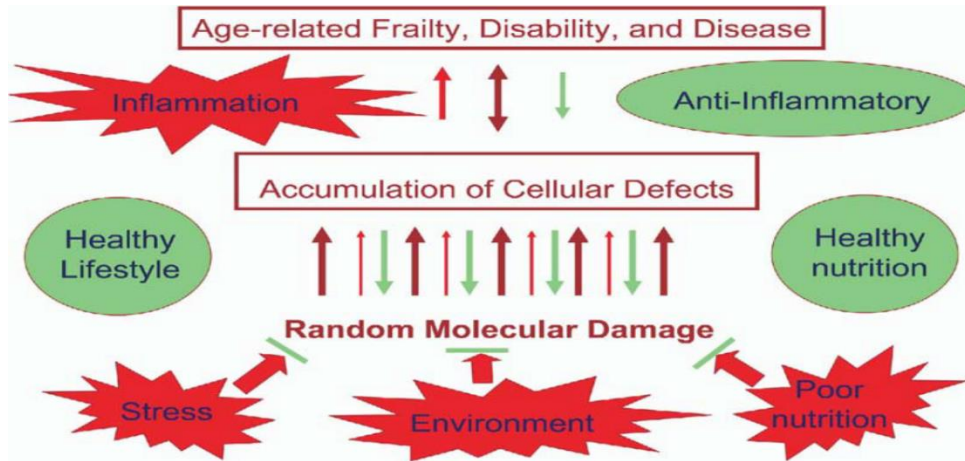 Age-related Frailty, Disability, and Disease
Inflammation
Anti-Inflammatory
Accumulation of Cellular Defects
Healthy
Lifestyle
Healthy
nutrition
Random Molecular Damage
Stress
Environment
Poor
nutrition